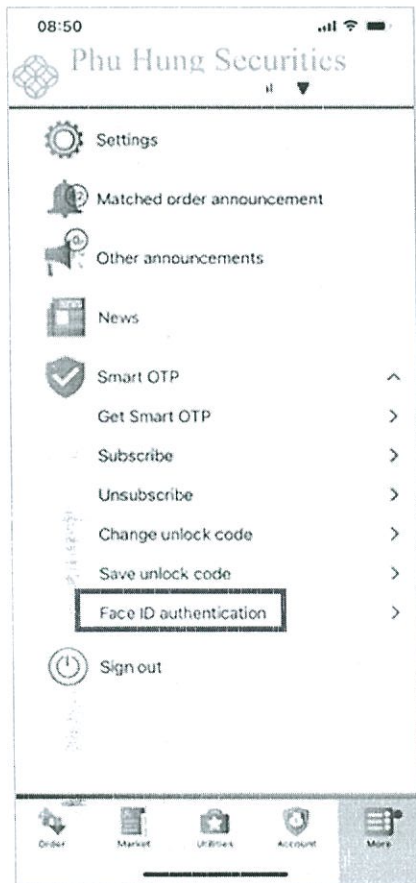 08:50
Phu Hung Securities
Settings
Matched order announcement
Other announcements
News
Smart OTP
Get Smart OTP
Subscribe
Unsubscribe
Change unlock code
Save unlock code
Face ID authentication
Sign out
Order Market Utilities Account More